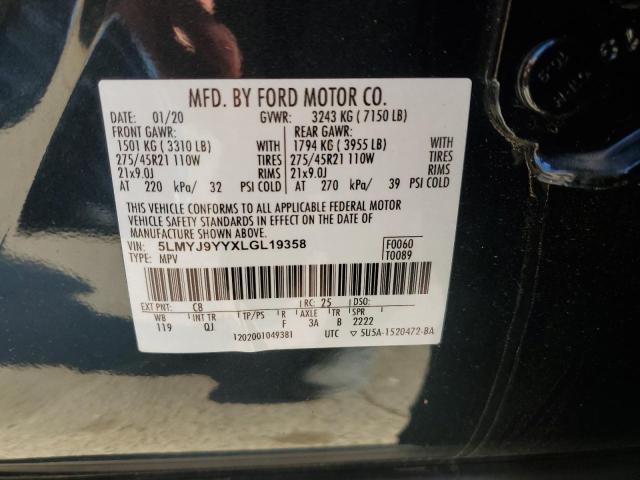 MFD. BY FORD MOTOR CO.
DATE: 01/20 GVWR: 3243 KG ( 7150 LB)
FRONT GAWR: REAR GAWR:
1501 KG ( 3310 LB) WITH 1794 KG ( 3955 LB) WITH
275/45R21 110W TIRES 275/45R21 110W TIRES
21x9.0J RIMS 21x9.0J RIMS
AT 220 kPa/ 32 PSI COLD AT 270 kPa/ 39 PSI COLD
THIS VEHICLE CONFORMS TO ALL APPLICABLE FEDERAL MOTOR
VEHICLE SAFETY STANDARDS IN EFFECT ON THE DATE OF
MANUFACTURE SHOWN ABOVE.
VIN: 5LMYJ9YYXLGL19358 F0060
TYPE: MPV T0089
EXT PNT: C8 RC: 25 DSO:
WB INT TR TP/PS R AXLE TR SPR
119 QJ F 3A B 2222
1202001049381 UTC 5U5A-1520472-BA